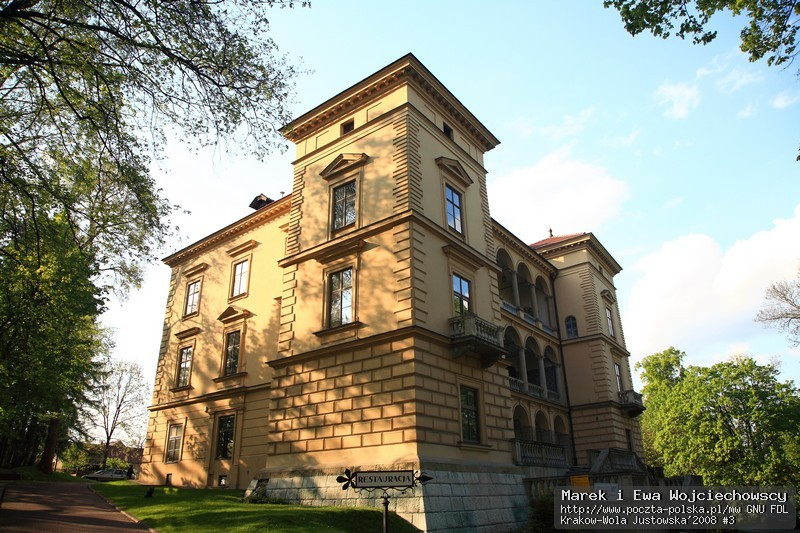 RESTAURACJA
Marek i Ewa Wojciechowscy
http://www.poczta-polska.pl/mw GNU FDL
Krakow-Wola Justowska'2008 #3